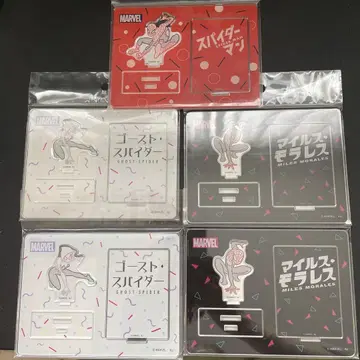 MARVEL
スパイダー
マン
ゴースト・
スパイダー
GHOST-SPIDER
マイルス・
モラレス
MILES MORALES
MARVEL
ゴースト・
スパイダー
GHOST-SPIDER
MARVEL
マイルス・
モラレス
MILES MORALES